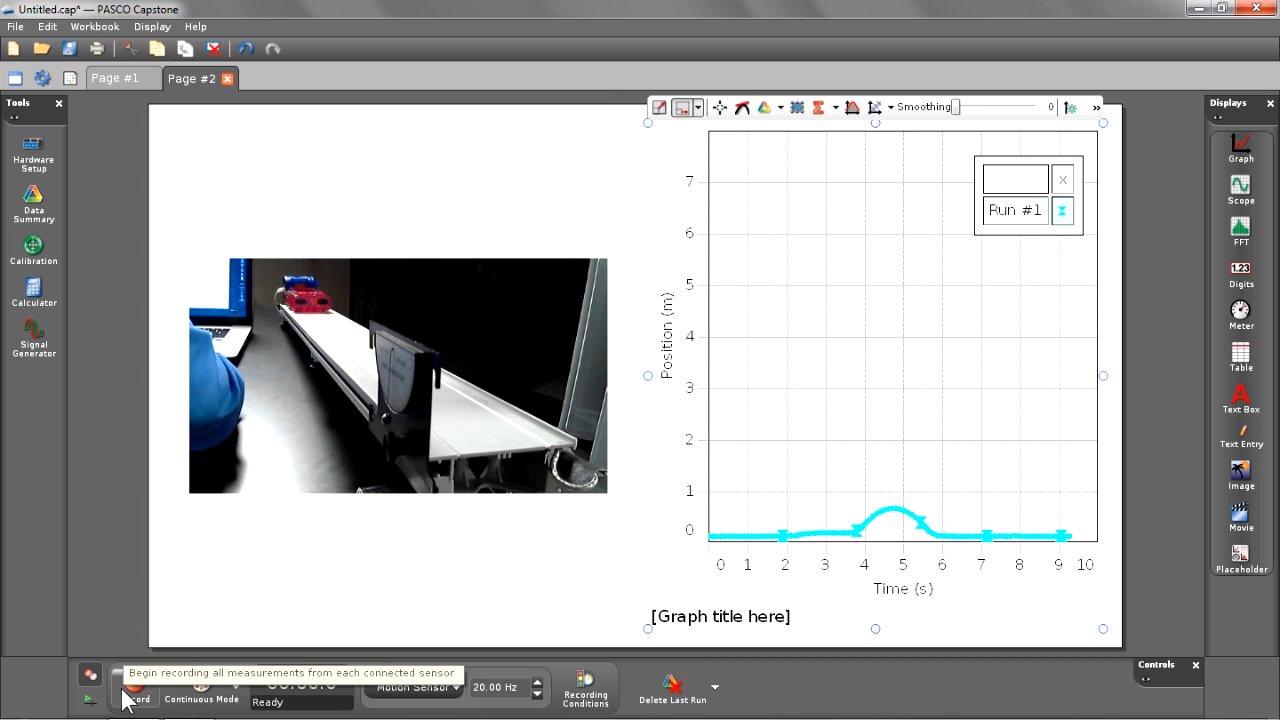 Untitled.cap* — PASCO Capstone
File Edit Workbook Display Help
Page #1 Page #2
Tools
Hardware
Setup
Data
Summary
Calibration
Calculator
Signal
Generator
Smoothing 0
Run #1
7
6
5
4
3
2
1
0
Position (m)
0 1 2 3 4 5 6 7 8 9 10
Time (s)
[Graph title here]
Displays
Graph
Scope
FFT
1.23
Digits
Meter
Table
Text Box
Text Entry
Image
Movie
Placeholder
Begin recording all measurements from each connected sensor
Continuous Mode
Ready
Motion Sensor
20.00 Hz
Recording
Conditions
Delete Last Run
Controls